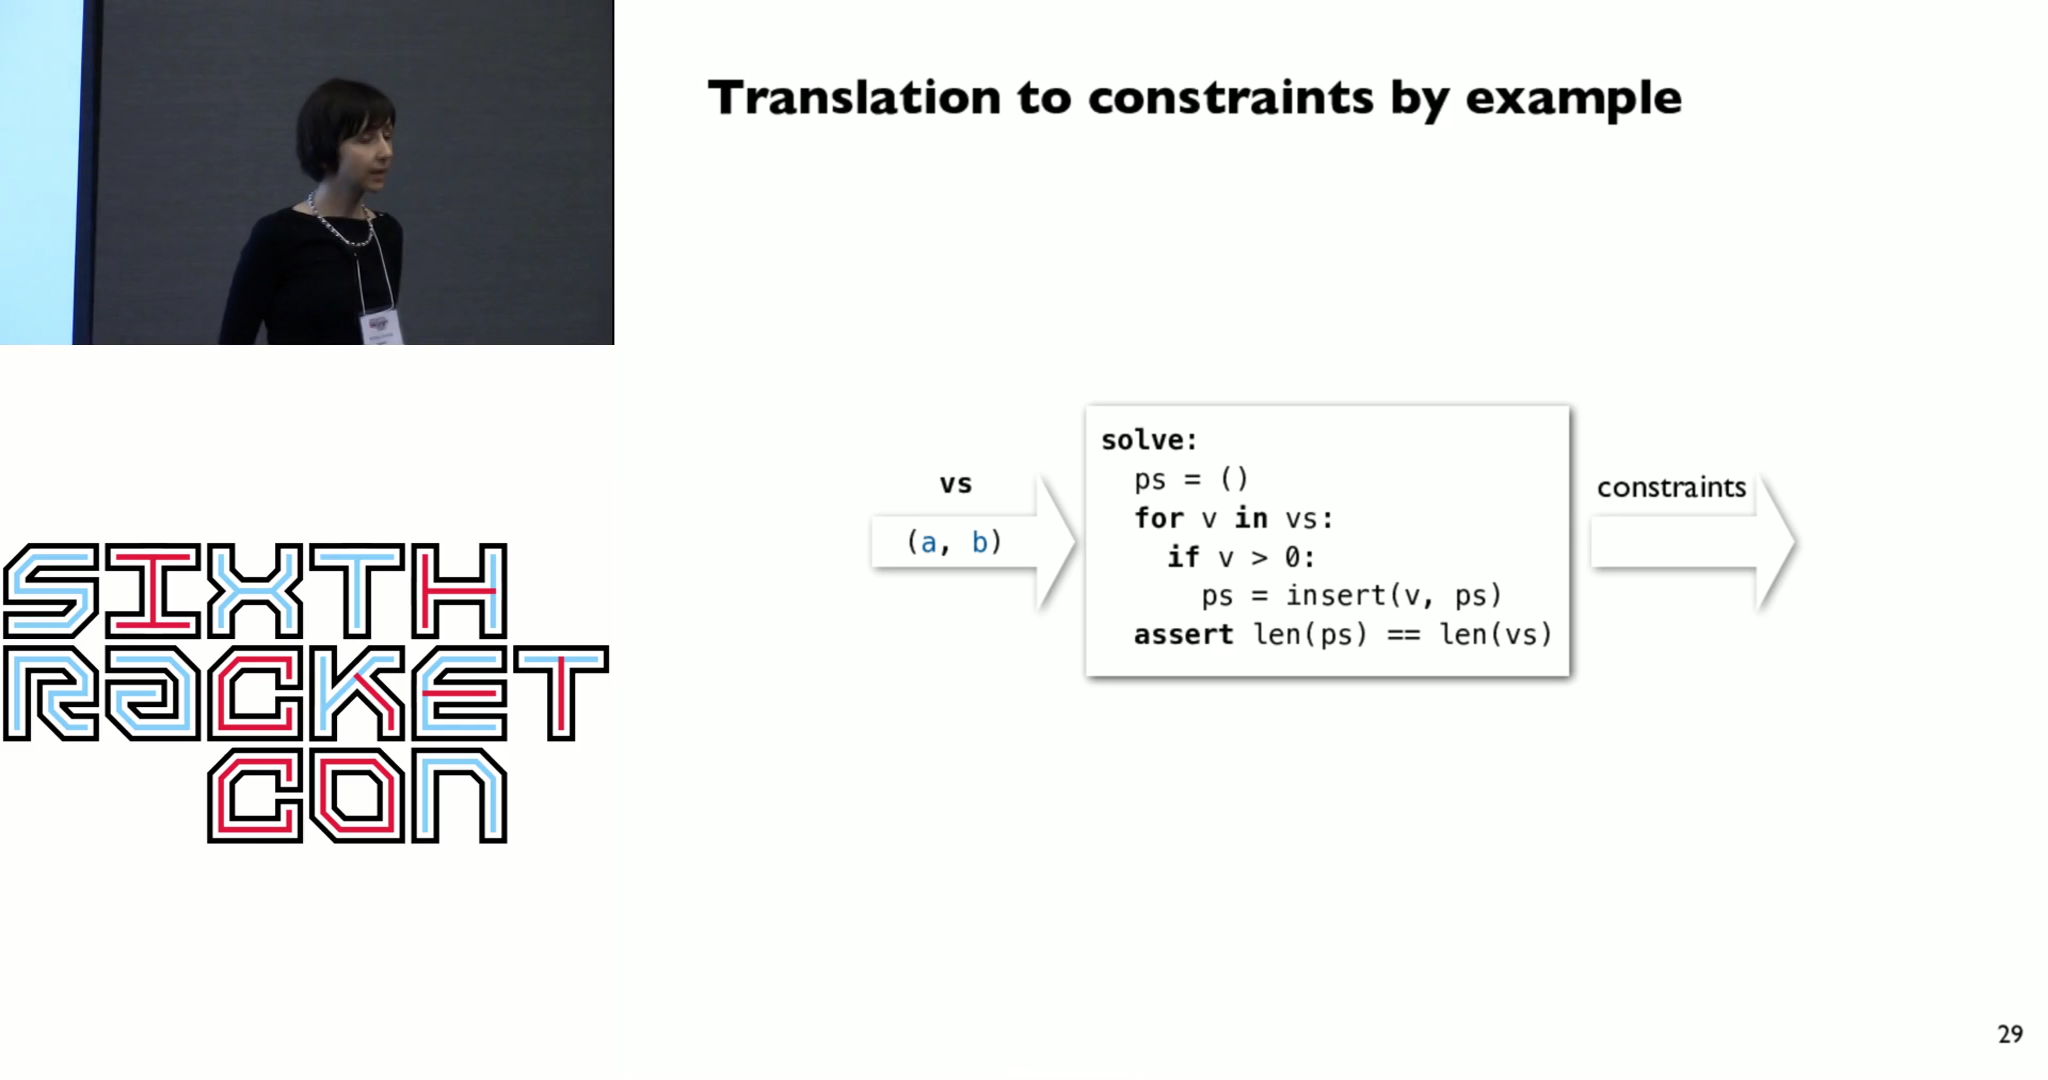 Translation to constraints by example
vs
(a, b)
solve:
ps = ()
for v in vs:
if v > 0:
ps = insert(v, ps)
assert len(ps) == len(vs)
constraints
SIXTH
RACKET
CON
29